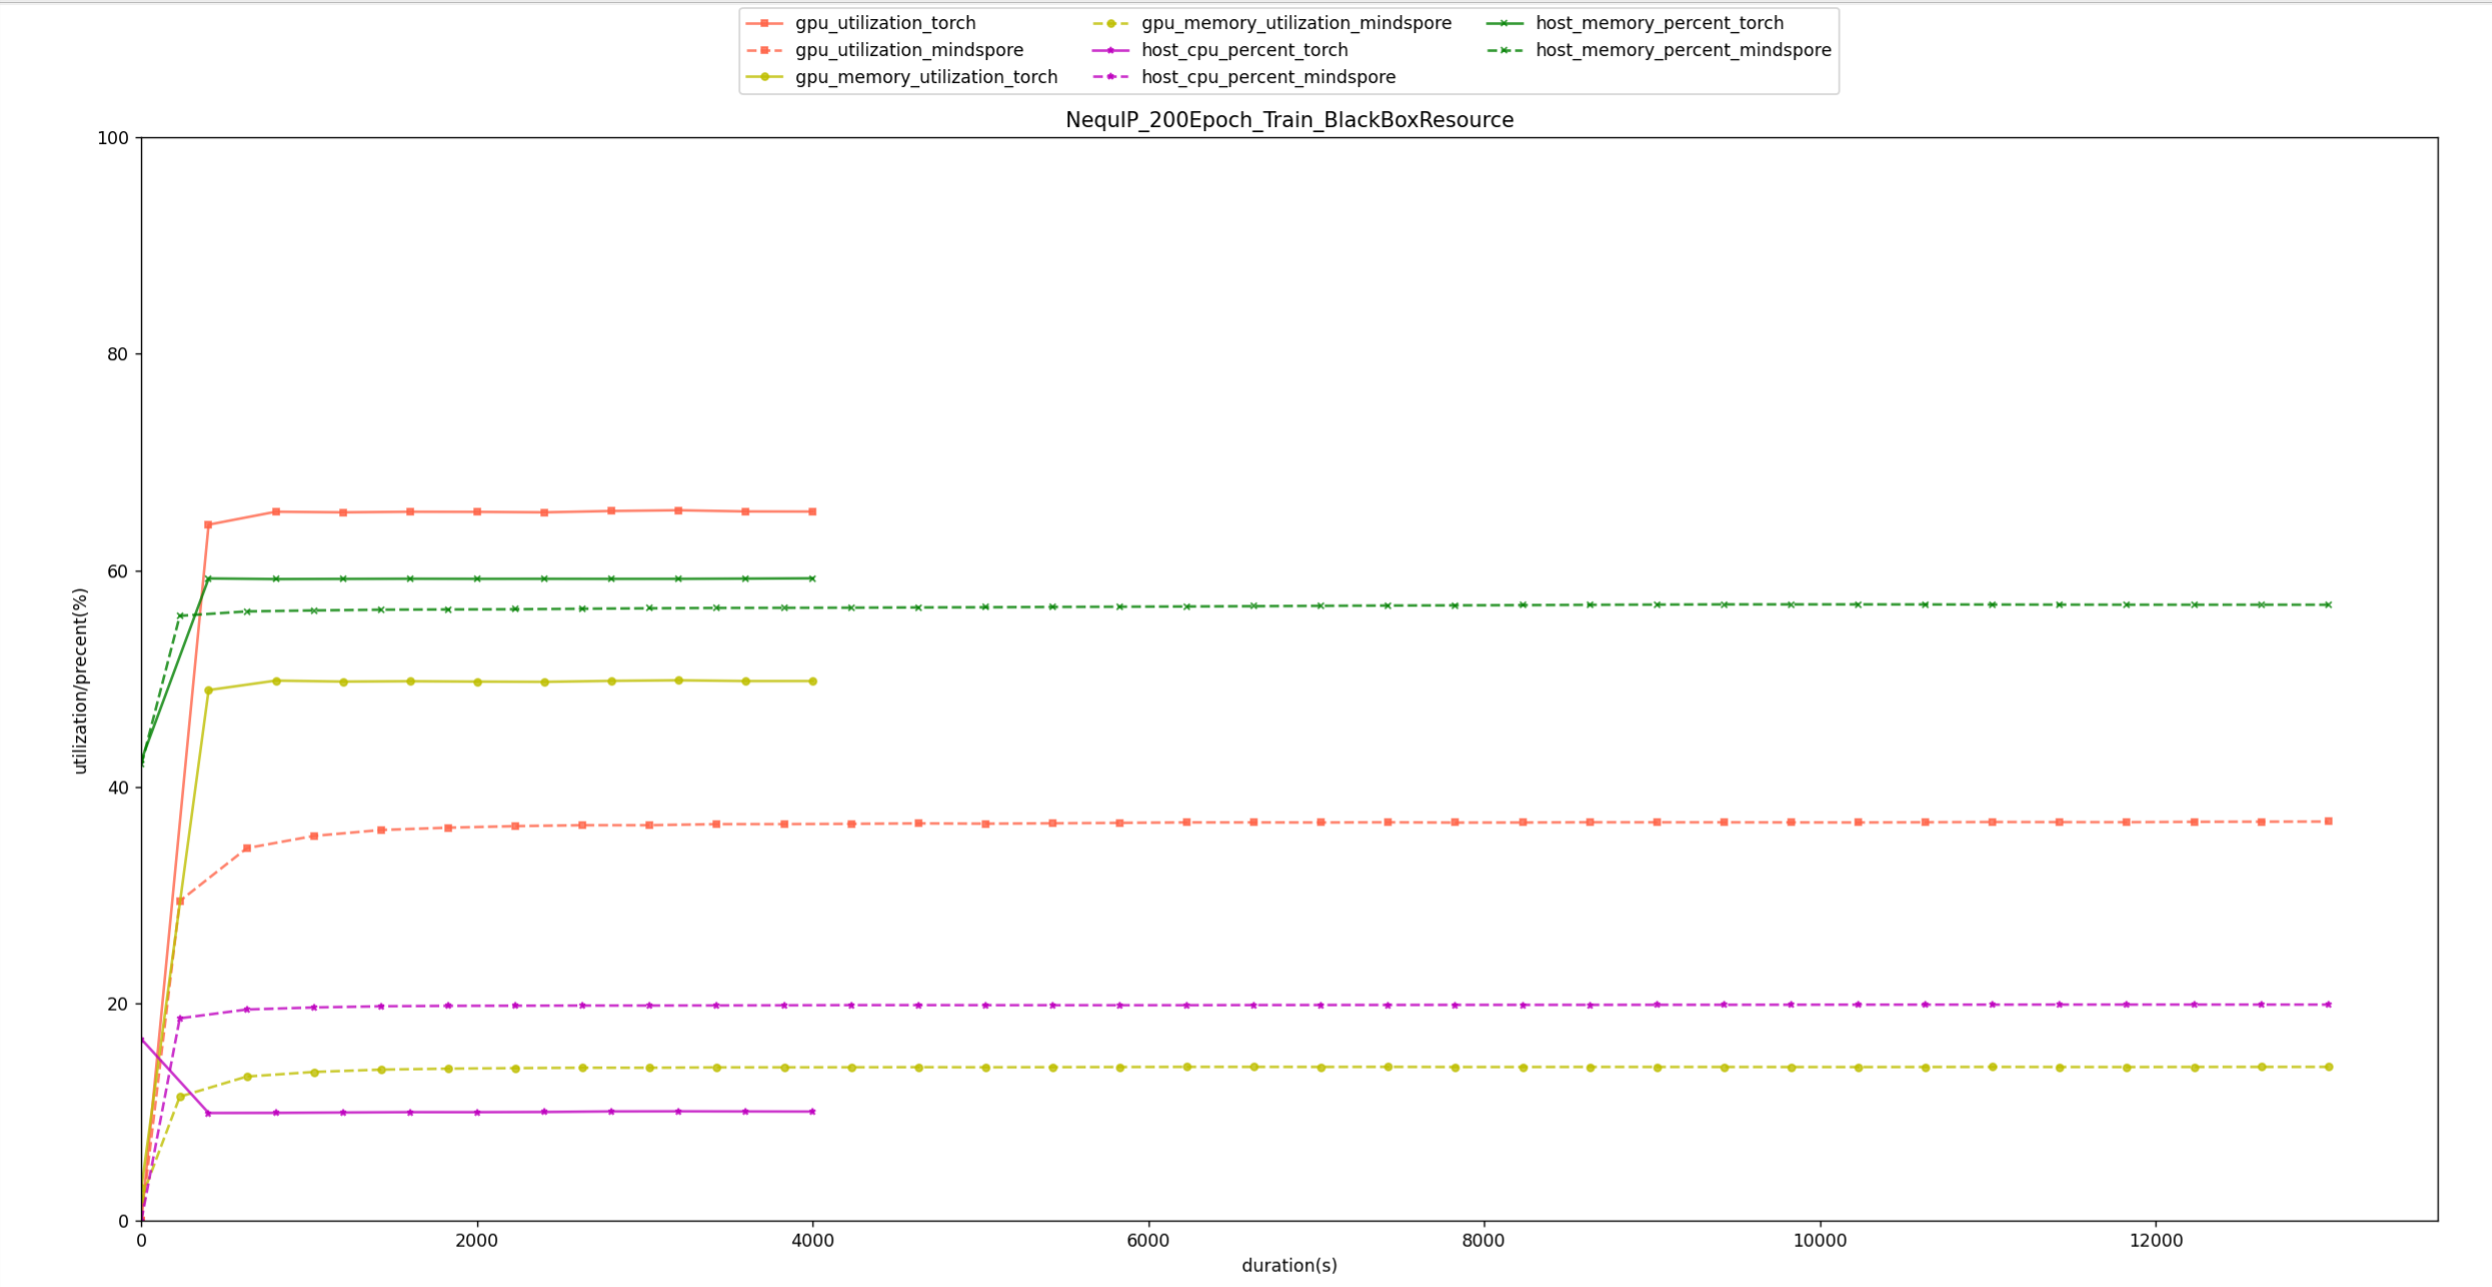 gpu_utilization_torch
gpu_utilization_mindspore
gpu_memory_utilization_torch
gpu_memory_utilization_mindspore
host_cpu_percent_torch
host_cpu_percent_mindspore
host_memory_percent_torch
host_memory_percent_mindspore
NequIP_200Epoch_Train_BlackBoxResource
utilization/precent(%)
100
80
60
40
20
0
0 2000 4000 6000 8000 10000 12000
duration(s)